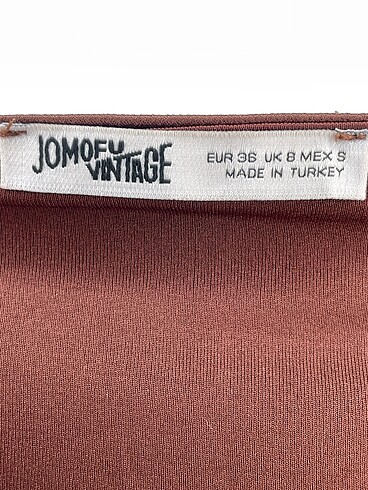 JOMOFU
VINTAGE
EUR 36 UK 8 MEX S
MADE IN TURKEY